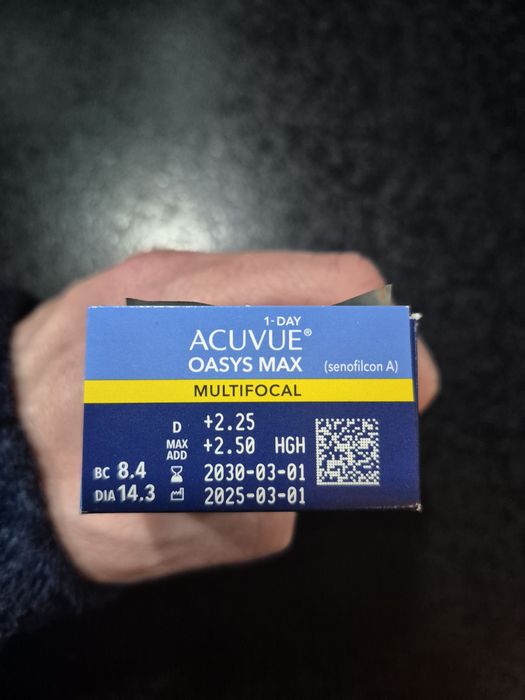 1-DAY
ACUVUE®
OASYS MAX (senofilcon A)
MULTIFOCAL
D +2.25
MAX ADD +2.50 HGH
BC 8.4 2030-03-01
DIA 14.3 2025-03-01